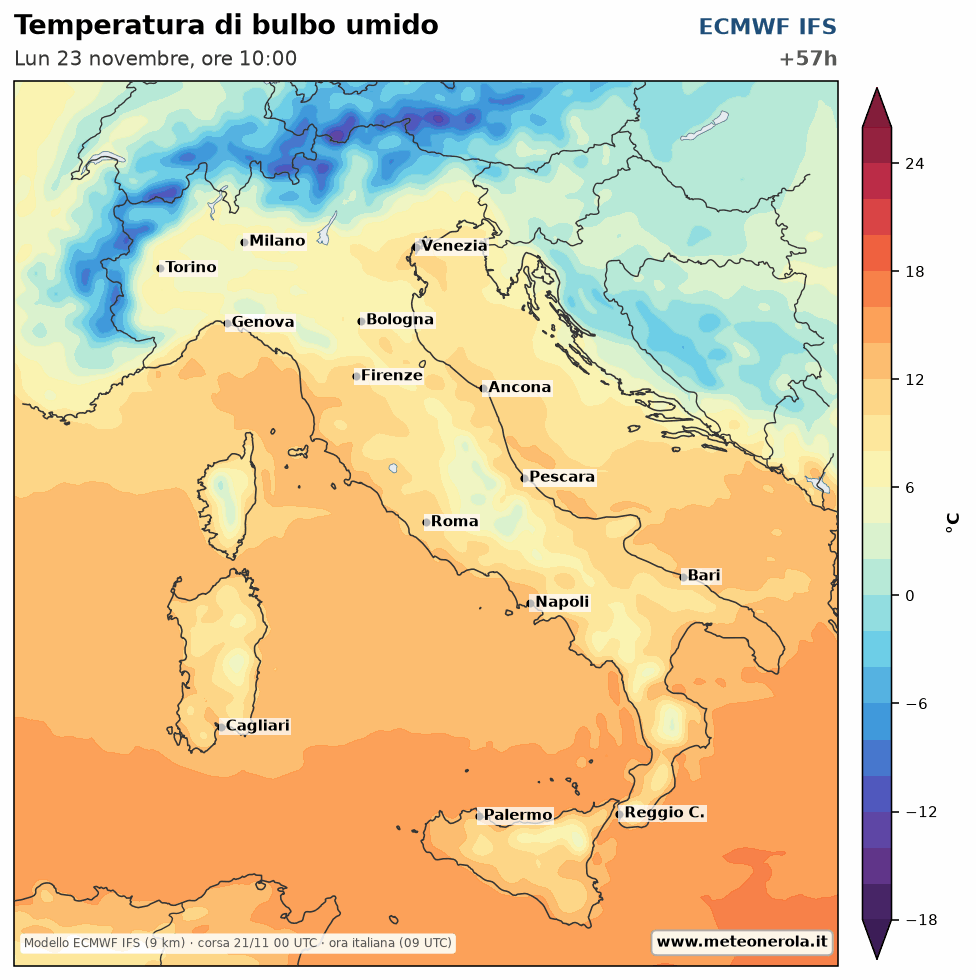 Temperatura di bulbo umido
ECMWF IFS
Lun 23 novembre, ore 10:00
+57h
Milano
Venezia
Torino
Genova
Bologna
Firenze
Ancona
Pescara
Roma
Bari
Napoli
Cagliari
Palermo
Reggio C.
24
18
12
6
0
−6
−12
−18
°C
Modello ECMWF IFS (9 km) · corsa 21/11 00 UTC · ora italiana (09 UTC)
www.meteonerola.it